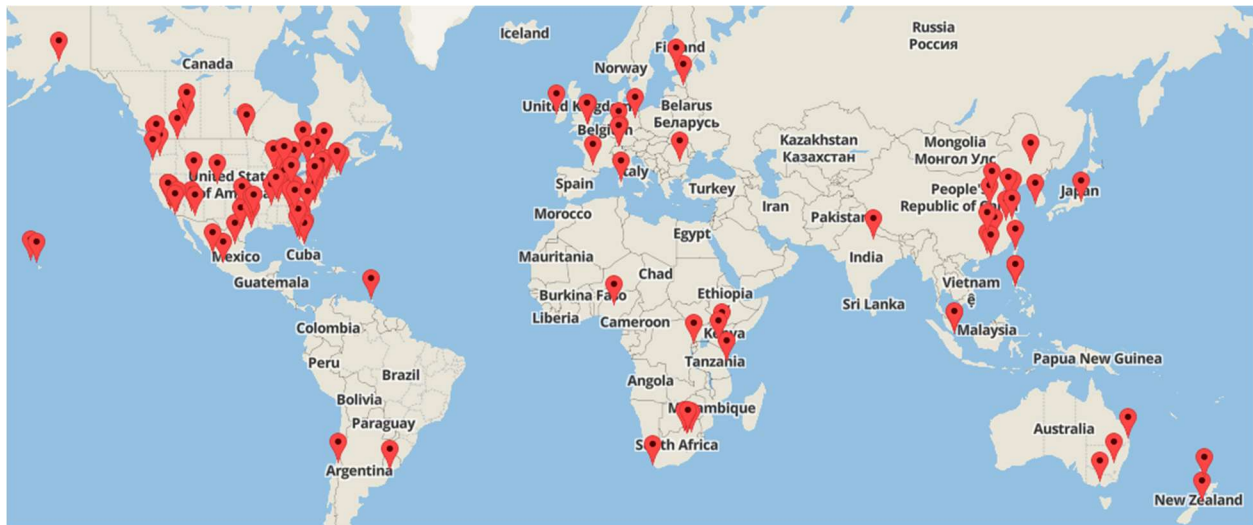 Iceland
Russia
Россия
Canada
Finland
Norway
United Kingdom
Belarus
Беларусь
Belgium
Kazakhstan
Казахстан
Mongolia
Монгол Улс
United States
of America
Italy
Spain
Turkey
People's
Republic of China
Japan
Iran
Morocco
Pakistan
Egypt
Mexico
Cuba
Mauritania
India
Guatemala
Chad
Vietnam
Burkina Faso
Ethiopia
Sri Lanka
Liberia
Cameroon
Colombia
Kenya
Malaysia
Peru
Tanzania
Papua New Guinea
Brazil
Angola
Bolivia
Mozambique
Paraguay
Australia
South Africa
Argentina
New Zealand